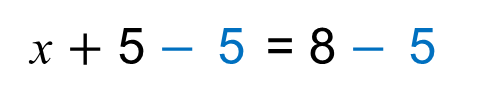 x + 5 – 5 = 8 – 5